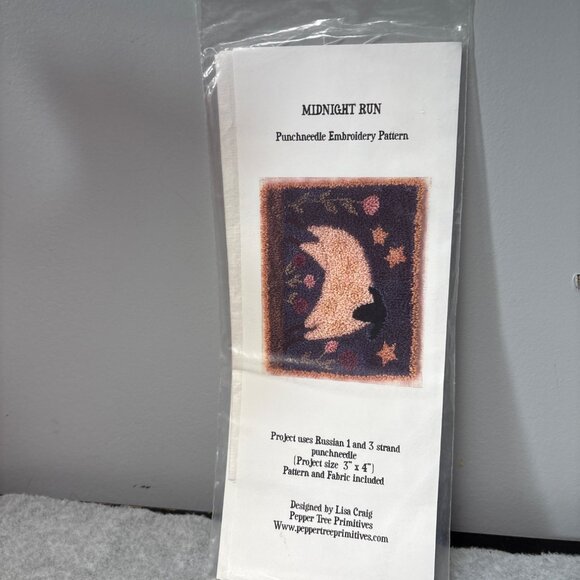 MIDNIGHT RUN
Punchneedle Embroidery Pattern
Project uses Russian 1 and 3 strand
punchneedle
(Project size 3" x 4")
Pattern and Fabric included
Designed by Lisa Craig
Pepper Tree Primitives
Www.peppertreeprimitives.com